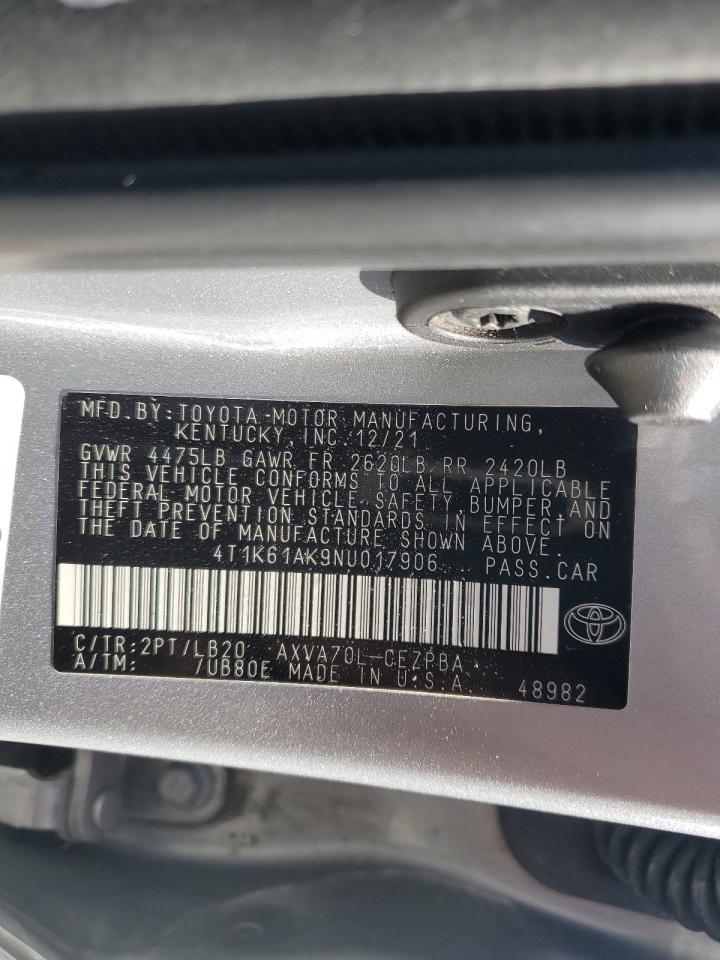 MFD.BY:TOYOTA MOTOR MANUFACTURING,
KENTUCKY,INC.12/21
GVWR 4475LB GAWR FR 2620LB RR 2420LB
THIS VEHICLE CONFORMS TO ALL APPLICABLE
FEDERAL MOTOR VEHICLE SAFETY,BUMPER,AND
THEFT PREVENTION STANDARDS IN EFFECT ON
THE DATE OF MANUFACTURE SHOWN ABOVE.
4T1K61AK9NU017906 PASS.CAR
C/TR:2PT/LB20 AXVA70L-CEZPBA
A/TM: 7UB80E MADE IN U.S.A. 48982